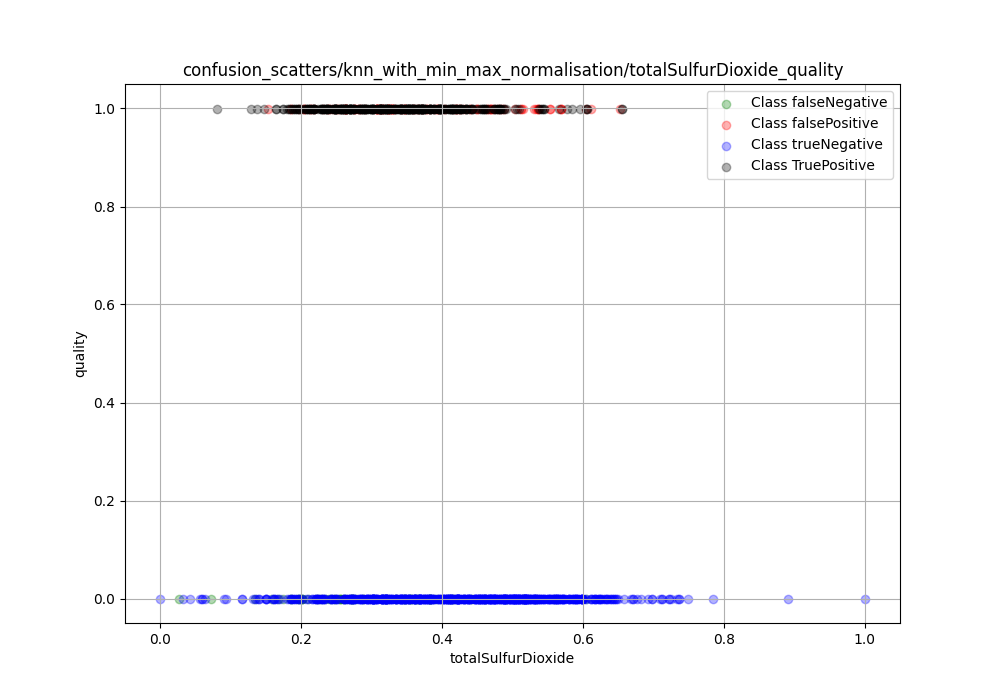 confusion_scatters/knn_with_min_max_normalisation/totalSulfurDioxide_quality
Class falseNegative
Class falsePositive
Class trueNegative
Class TruePositive
1.0
0.8
0.6
0.4
0.2
0.0
quality
0.0 0.2 0.4 0.6 0.8 1.0
totalSulfurDioxide